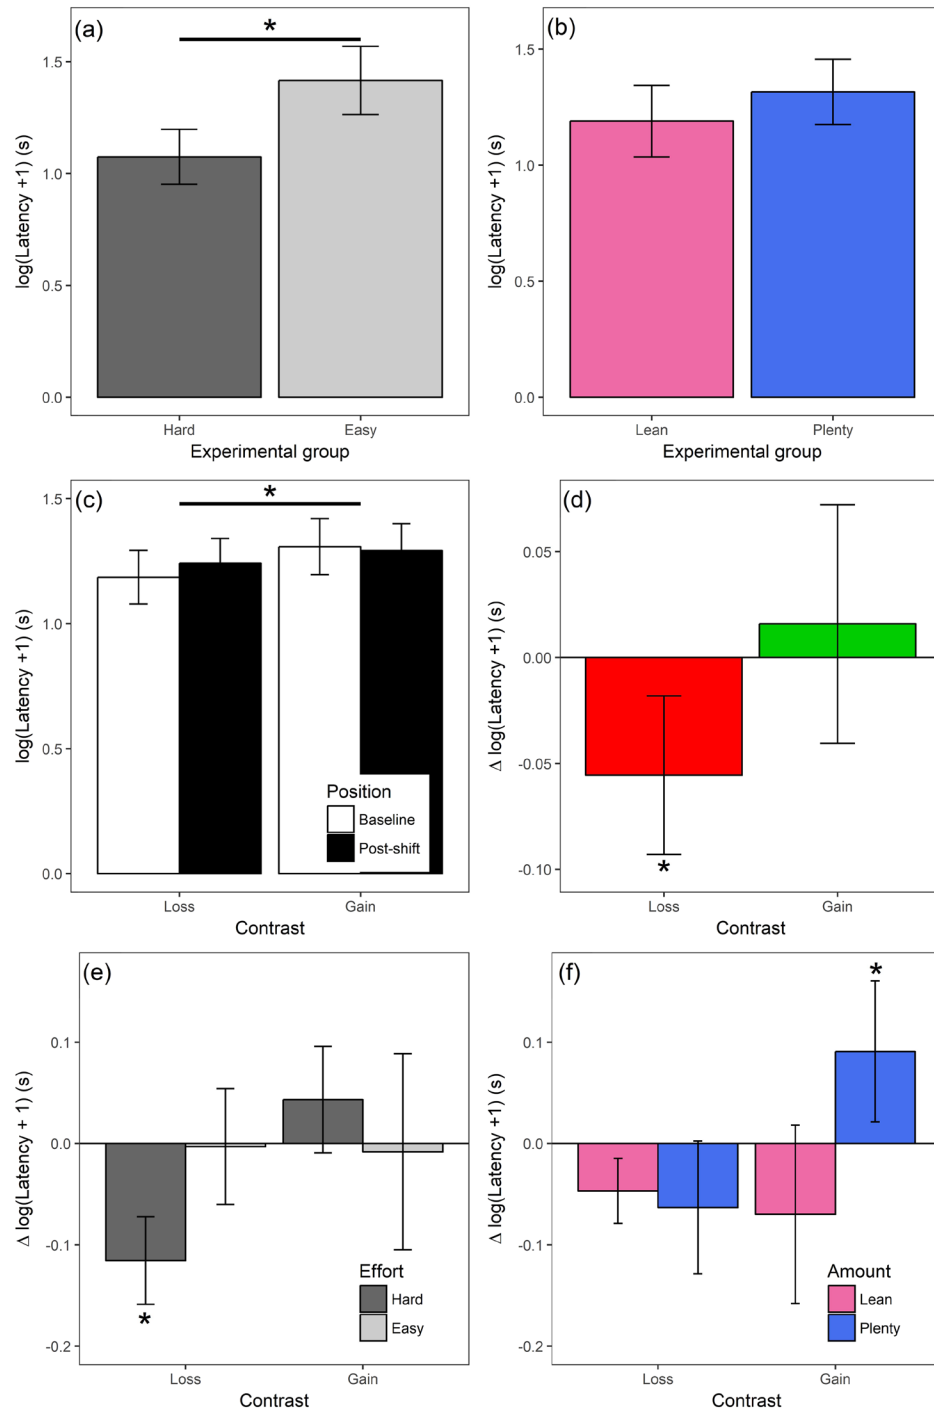 (a)
*
log(Latency +1) (s)
1.5
1.0
0.5
0.0
Hard Easy
Experimental group
(b)
log(Latency +1) (s)
1.5
1.0
0.5
0.0
Lean Plenty
Experimental group
(c)
*
log(Latency +1) (s)
1.5
1.0
0.5
0.0
Position
Baseline
Post-shift
Loss Gain
Contrast
(d)
Δ log(Latency +1) (s)
0.05
0.00
-0.05
-0.10
*
Loss Gain
Contrast
(e)
Δ log(Latency + 1) (s)
0.1
0.0
-0.1
-0.2
*
Effort
Hard
Easy
Loss Gain
Contrast
(f)
*
Δ log(Latency +1) (s)
0.1
0.0
-0.1
-0.2
Amount
Lean
Plenty
Loss Gain
Contrast